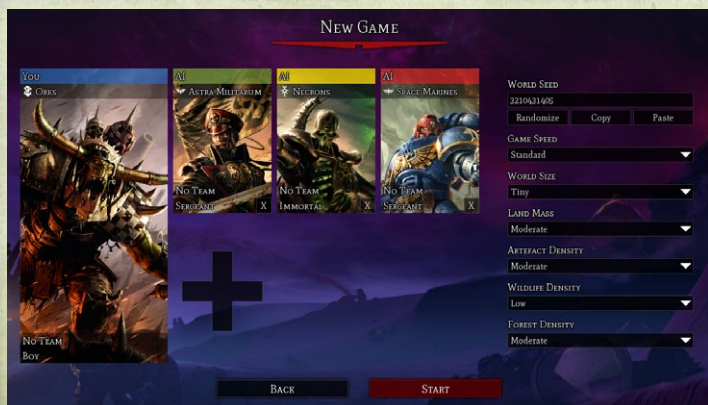 New Game
You
Orks
No Team
Boy
AI
Astra Militarum
No Team
Sergeant X
AI
Necrons
No Team
Immortal X
AI
Space Marines
No Team
Sergeant X
World Seed
3210431405
Randomize Copy Paste
Game Speed
Standard
World Size
Tiny
Land Mass
Moderate
Artefact Density
Moderate
Wildlife Density
Low
Forest Density
Moderate
Back Start